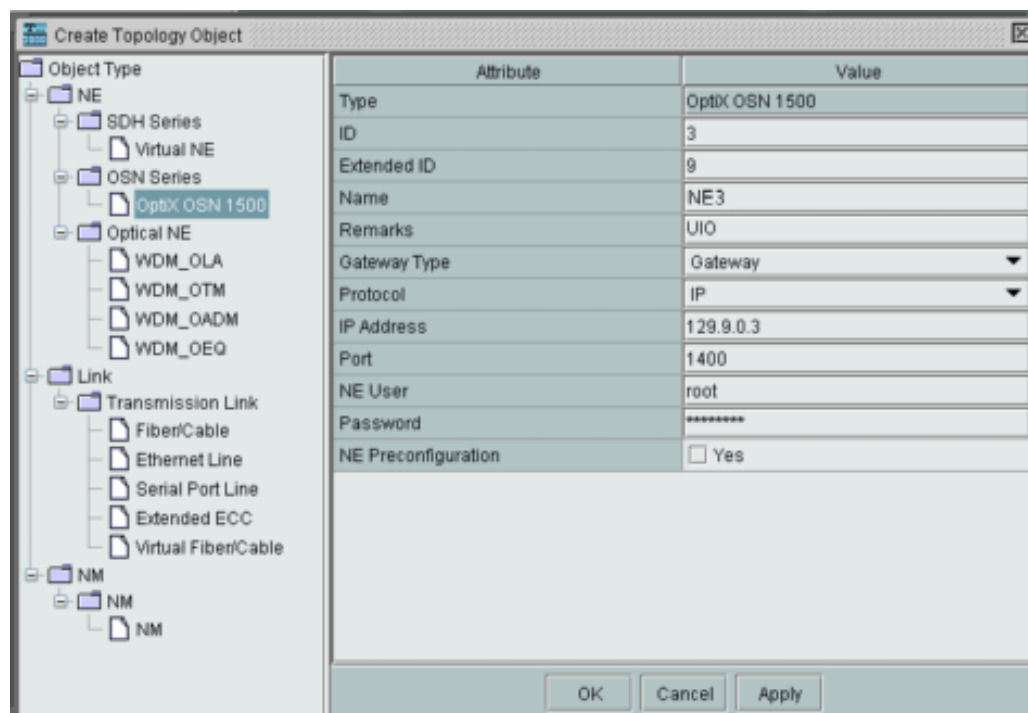 Create Topology Object
Object Type
NE
SDH Series
Virtual NE
OSN Series
OptiX OSN 1500
Optical NE
WDM_OLA
WDM_OTM
WDM_OADM
WDM_OEQ
Link
Transmission Link
Fiber/Cable
Ethernet Line
Serial Port Line
Extended ECC
Virtual Fiber/Cable
NM
NM
NM
Attribute Value
Type OptiX OSN 1500
ID 3
Extended ID 9
Name NE3
Remarks UIO
Gateway Type Gateway
Protocol IP
IP Address 129.9.0.3
Port 1400
NE User root
Password ********
NE Preconfiguration Yes
OK Cancel Apply